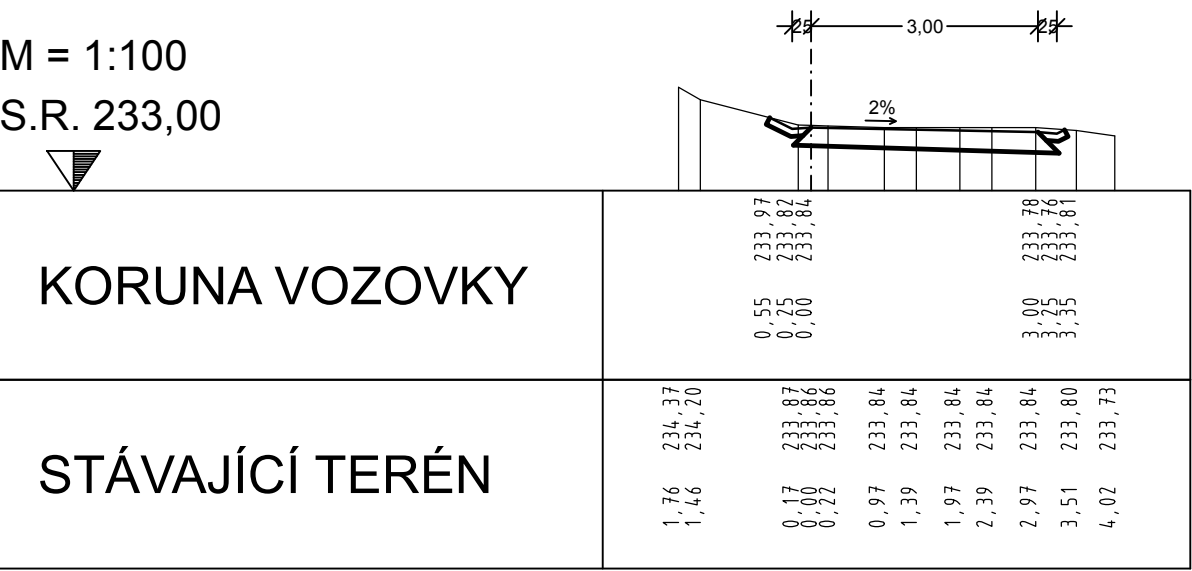 25 3,00 25
M = 1:100
S.R. 233,00
2%
KORUNA VOZOVKY
233,97 233,82 233,84 233,78 233,76 233,81
0,55 0,25 0,00 3,00 3,25 3,35
STÁVAJÍCÍ TERÉN
234,37 234,20 233,87 233,86 233,86 233,84 233,84 233,84 233,84 233,84 233,80 233,73
1,76 1,46 0,17 0,00 0,22 0,97 1,39 1,97 2,39 2,97 3,51 4,02